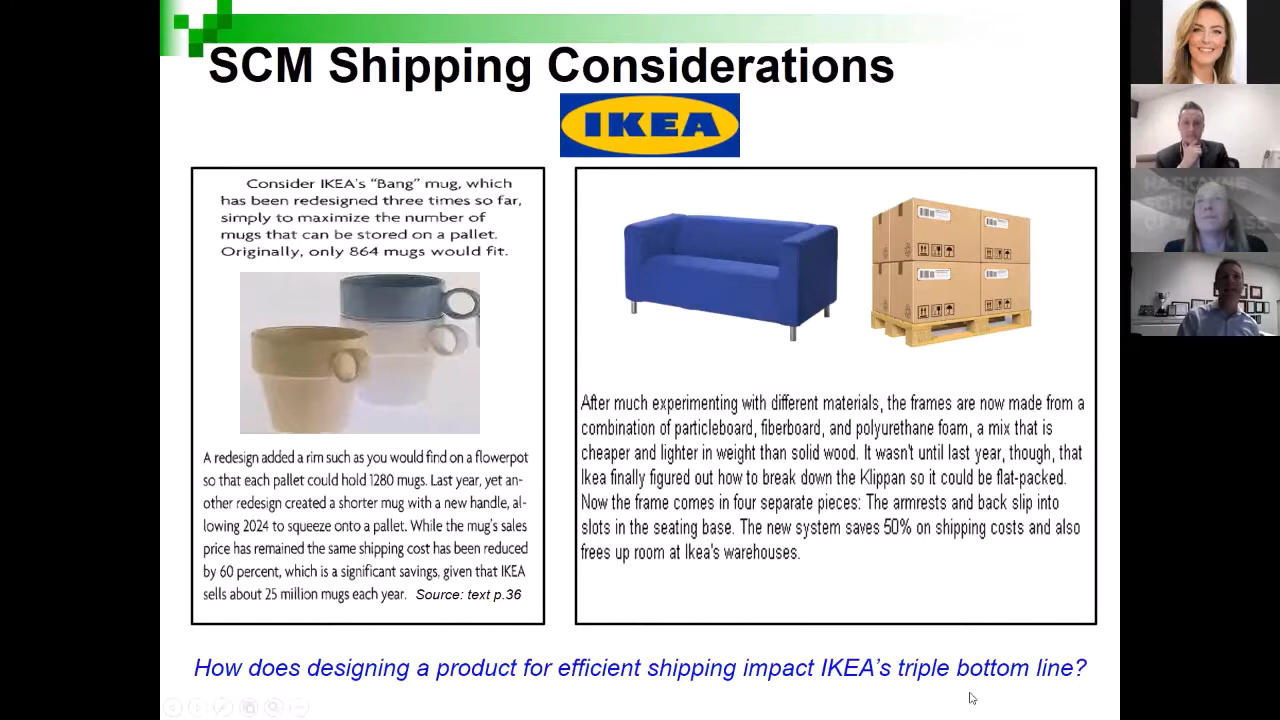 SCM Shipping Considerations
IKEA
Consider IKEA's "Bang" mug, which
has been redesigned three times so far,
simply to maximize the number of
mugs that can be stored on a pallet.
Originally, only 864 mugs would fit.
A redesign added a rim such as you would find on a flowerpot
so that each pallet could hold 1280 mugs. Last year, yet an-
other redesign created a shorter mug with a new handle, al-
lowing 2024 to squeeze onto a pallet. While the mug's sales
price has remained the same shipping cost has been reduced
by 60 percent, which is a significant savings, given that IKEA
sells about 25 million mugs each year. Source: text p.36
After much experimenting with different materials, the frames are now made from a
combination of particleboard, fiberboard, and polyurethane foam, a mix that is
cheaper and lighter in weight than solid wood. It wasn't until last year, though, that
Ikea finally figured out how to break down the Klippan so it could be flat-packed.
Now the frame comes in four separate pieces: The armrests and back slip into
slots in the seating base. The new system saves 50% on shipping costs and also
frees up room at Ikea's warehouses.
How does designing a product for efficient shipping impact IKEA's triple bottom line?